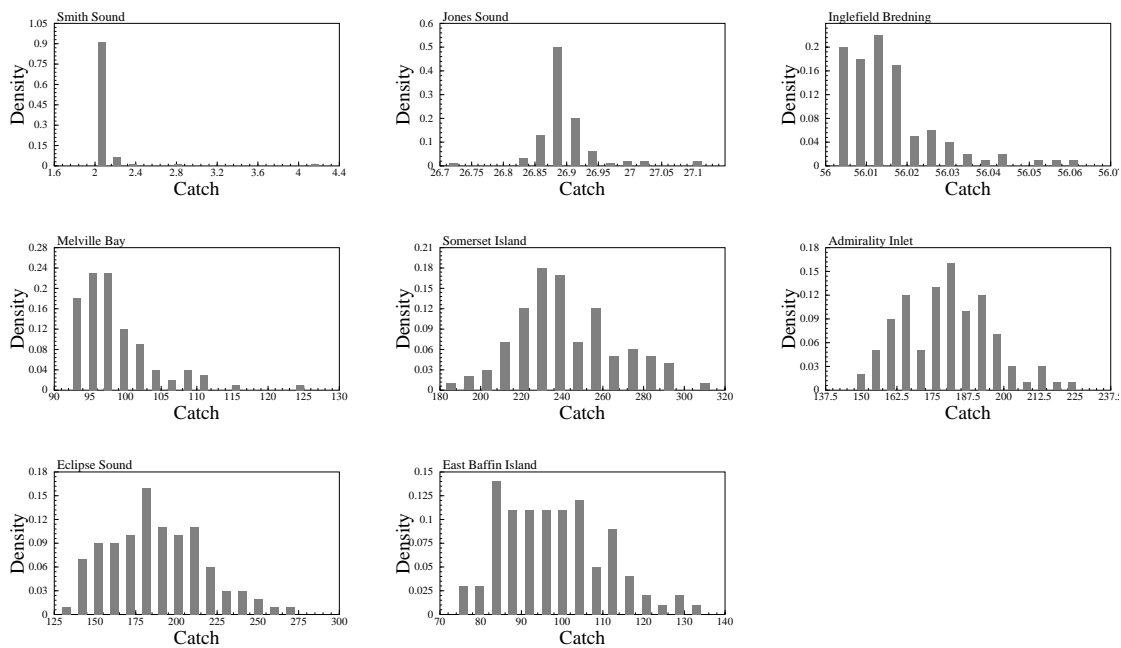 Smith Sound
1.05
0.9
0.75
0.6
0.45
0.3
0.15
0
Density
1.6 2 2.4 2.8 3.2 3.6 4 4.4
Catch
Jones Sound
0.6
0.5
0.4
0.3
0.2
0.1
0
Density
26.7 26.75 26.8 26.85 26.9 26.95 27 27.05 27.1
Catch
Inglefield Bredning
0.2
0.16
0.12
0.08
0.04
0
Density
56 56.01 56.02 56.03 56.04 56.05 56.06 56.0
Catch
Melville Bay
0.28
0.24
0.2
0.16
0.12
0.08
0.04
0
Density
90 95 100 105 110 115 120 125 130
Catch
Somerset Island
0.21
0.18
0.15
0.12
0.09
0.06
0.03
0
Density
180 200 220 240 260 280 300 320
Catch
Admirality Inlet
0.18
0.15
0.12
0.09
0.06
0.03
0
Density
137.5 150 162.5 175 187.5 200 212.5 225 237.
Catch
Eclipse Sound
0.18
0.15
0.12
0.09
0.06
0.03
0
Density
125 150 175 200 225 250 275 300
Catch
East Baffin Island
0.15
0.125
0.1
0.075
0.05
0.025
0
Density
70 80 90 100 110 120 130 140
Catch